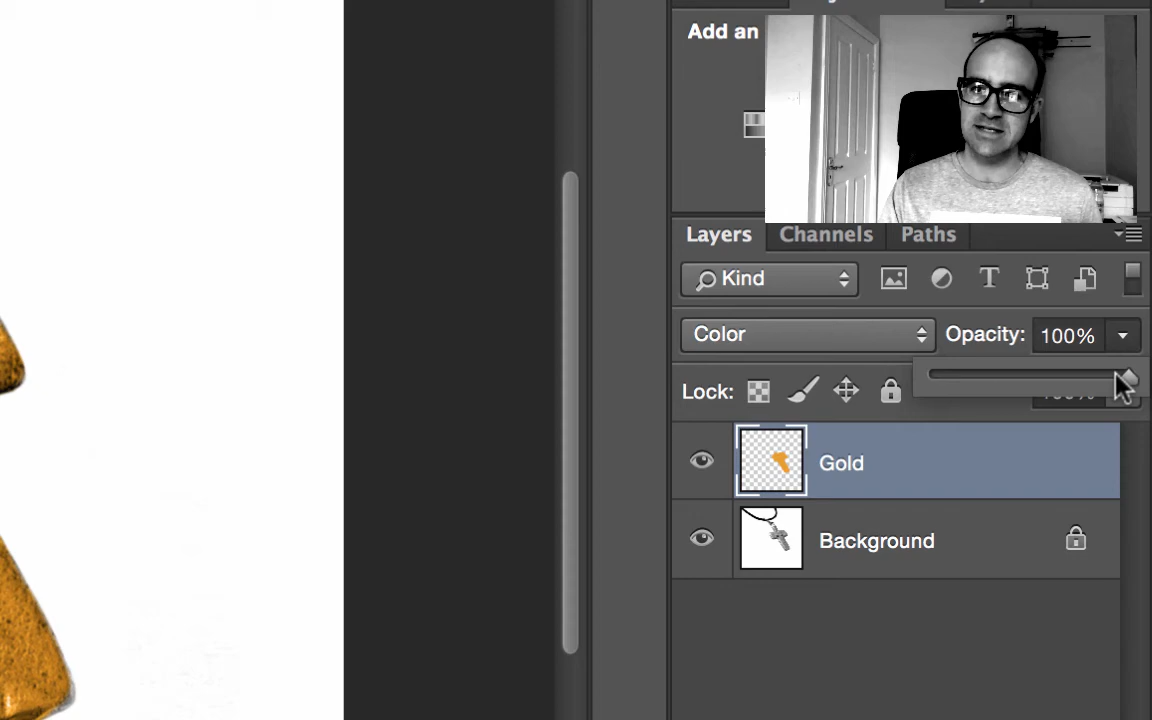 Add an
Layers Channels Paths
Kind
T
Color Opacity: 100%
Lock:
Gold
Background